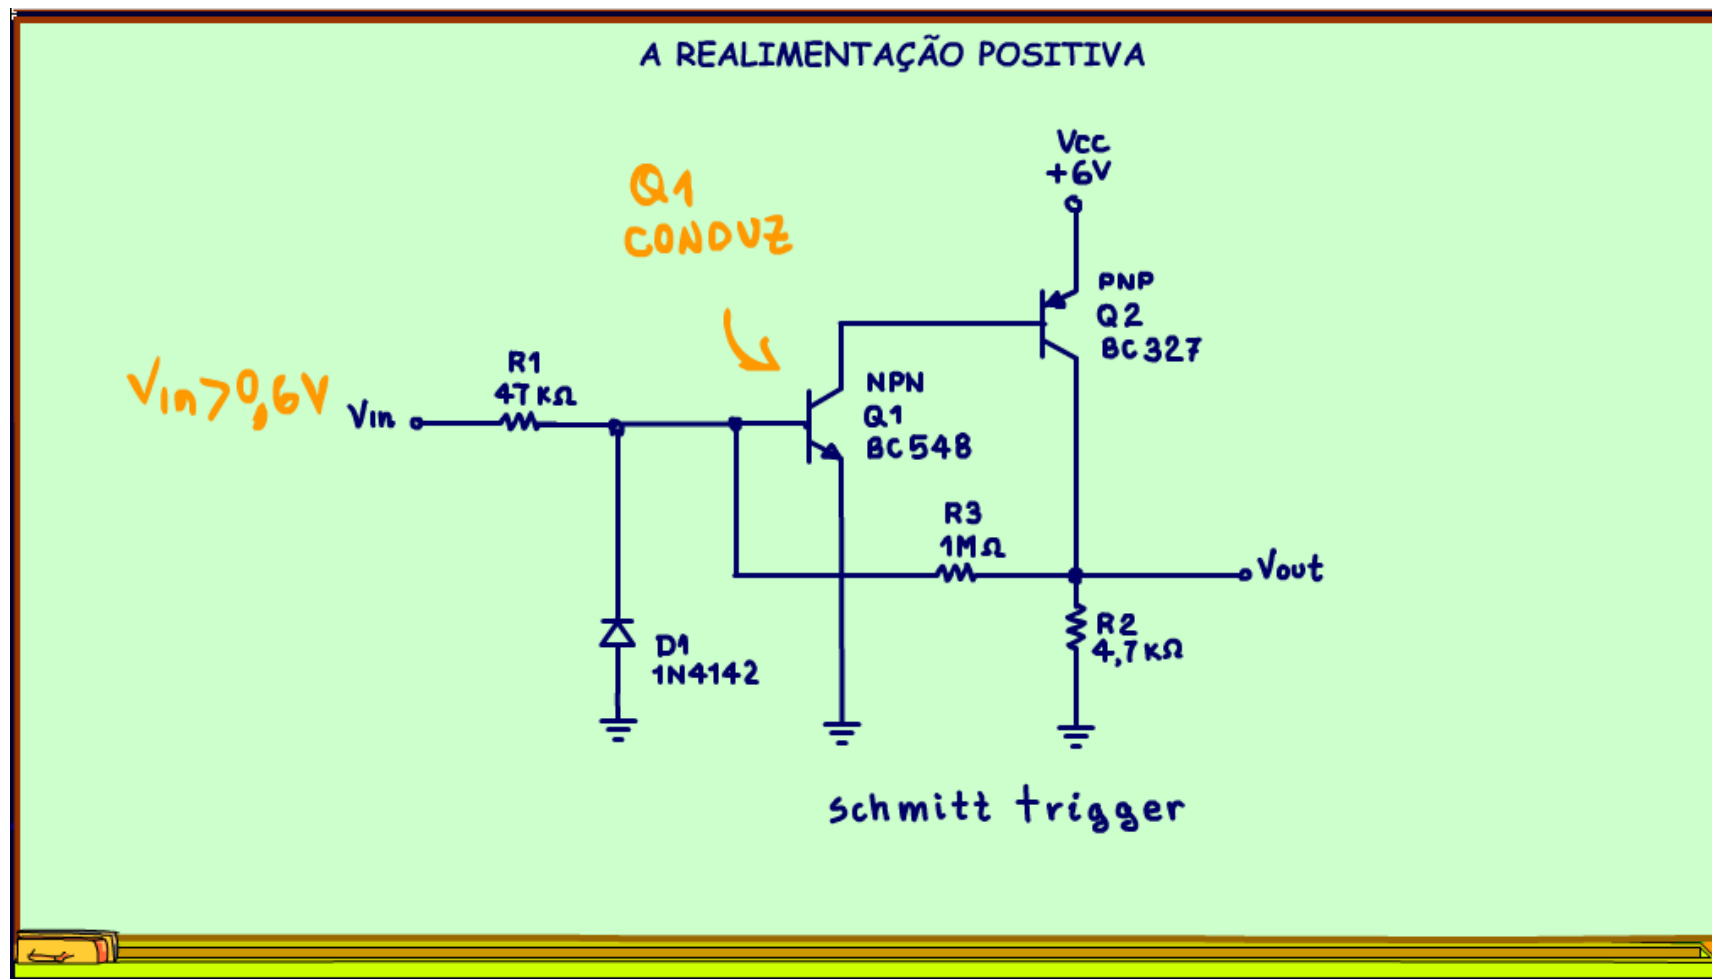 A REALIMENTAÇÃO POSITIVA
Vcc
+6V
Q1
CONDUZ
PNP
Q2
BC327
Vin>0,6V
Vin
R1
47KΩ
NPN
Q1
BC548
R3
1MΩ
Vout
R2
4,7KΩ
D1
1N4142
schmitt trigger